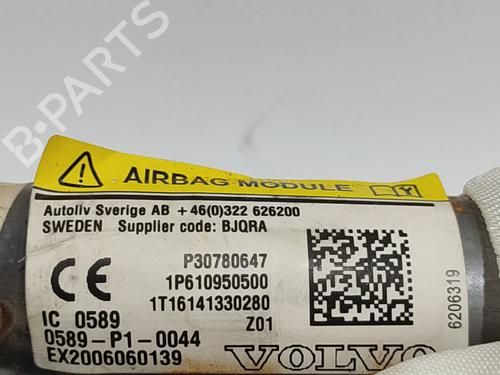 B-PARTS
AIRBAG MODULE
Autoliv Sverige AB +46(0)322 626200
SWEDEN Supplier code: BJQRA
P30780647
1P610950500
1T16141330280
CE
Z01
IC 0589
0589-P1-0044
EX2006060139
VOLVO
6206319